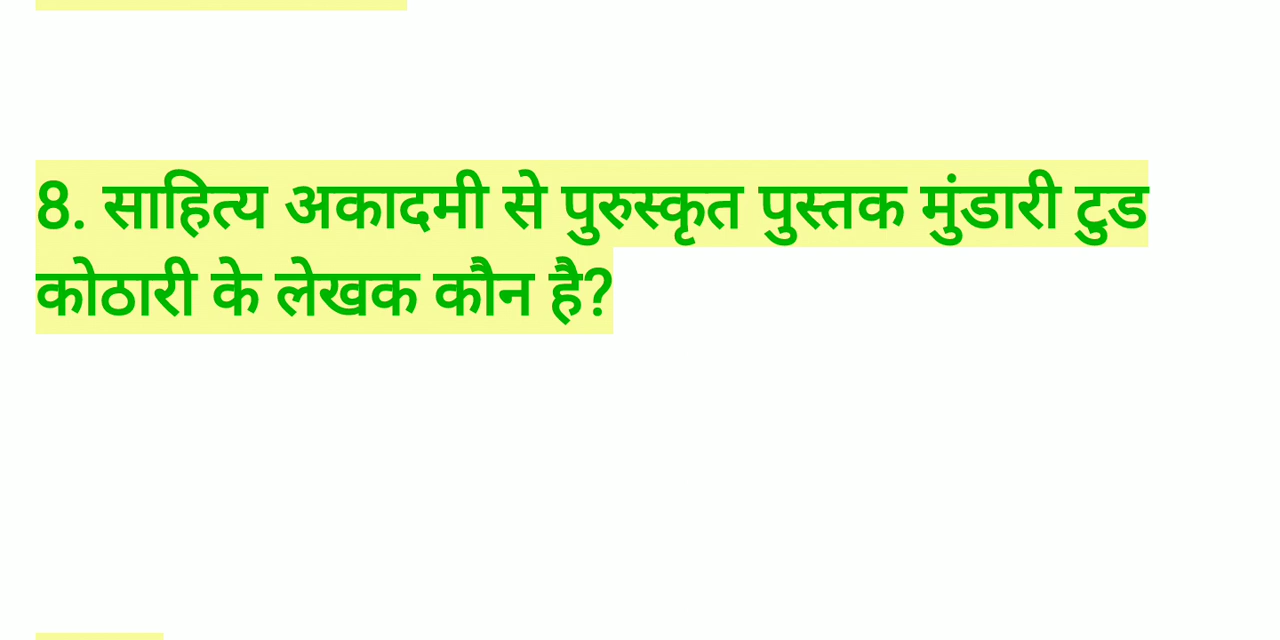 8. साहित्य अकादमी से पुरुस्कृत पुस्तक मुंडारी टुड
कोठारी के लेखक कौन है?